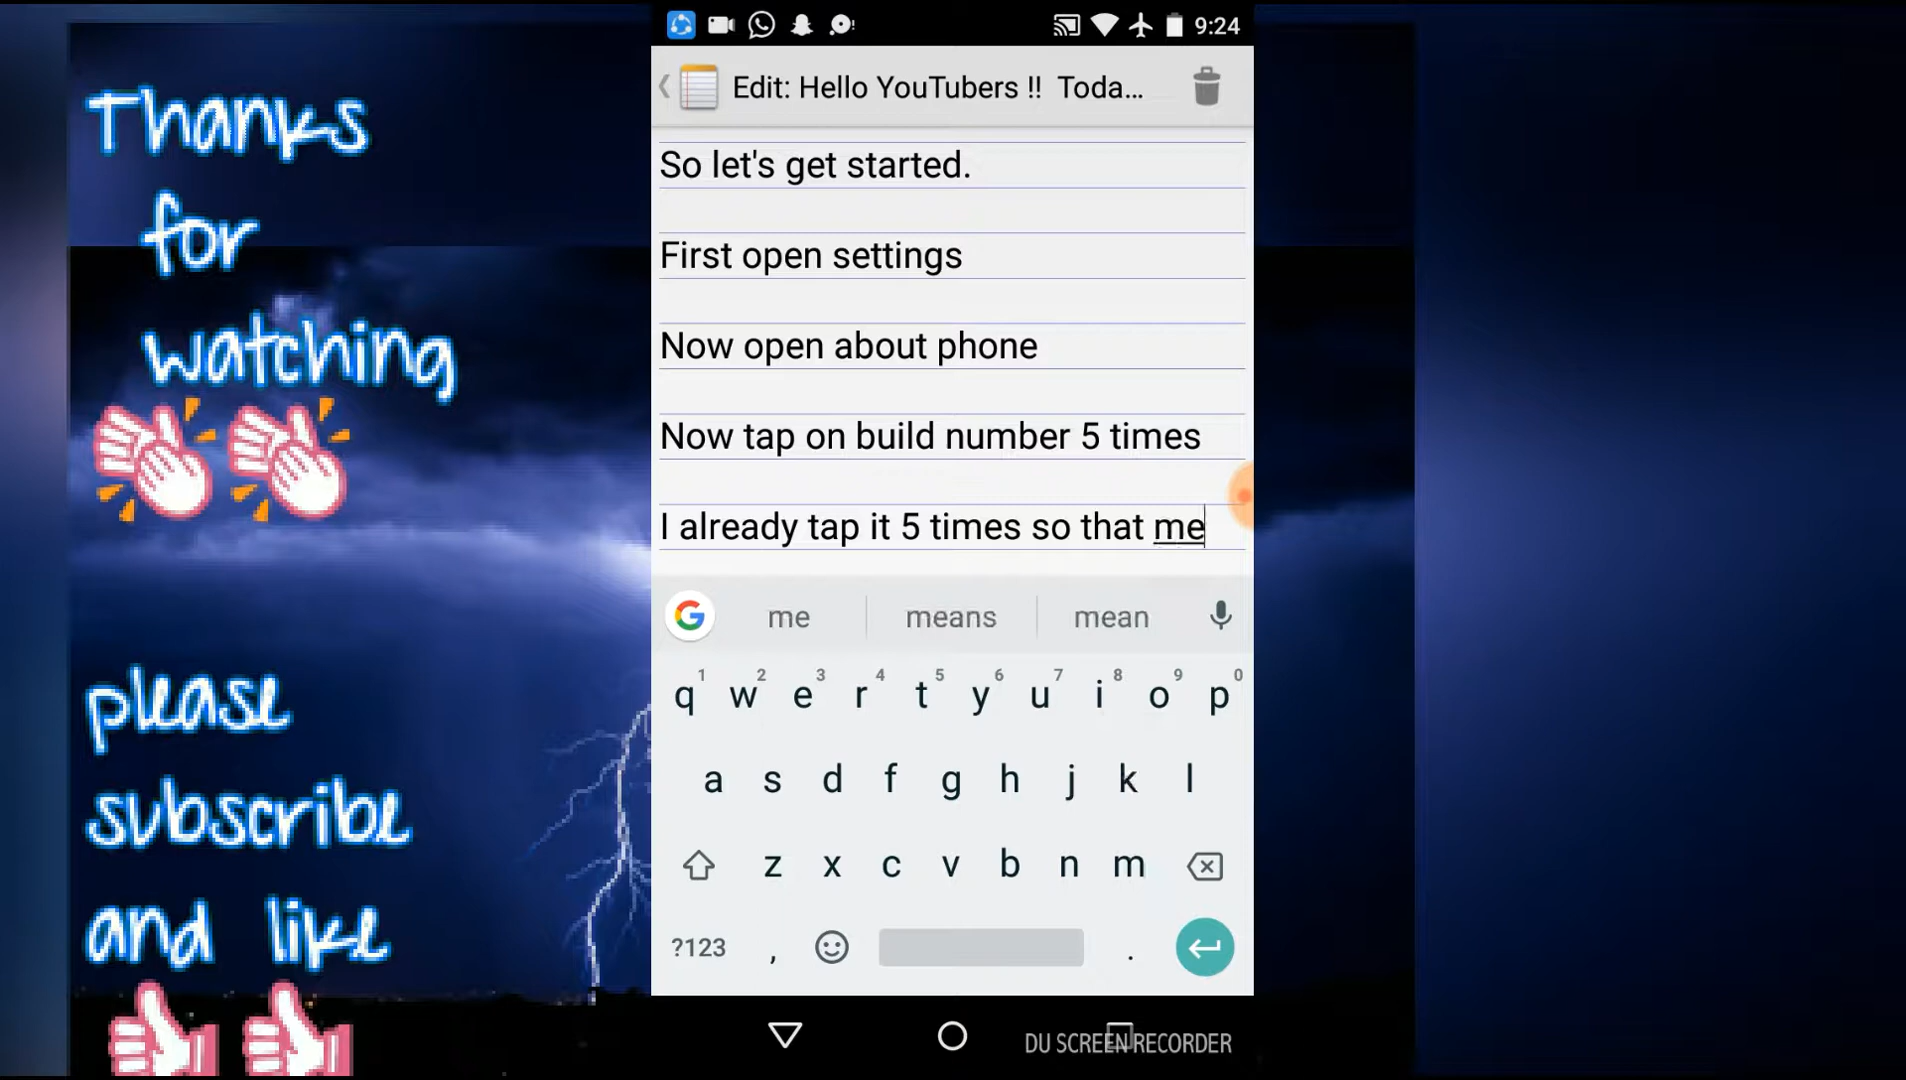 Thanks
for
watching
please
subscribe
and like
9:24
Edit: Hello YouTubers !!  Toda...
So let's get started.
First open settings
Now open about phone
Now tap on build number 5 times
I already tap it 5 times so that me
me means mean
1 2 3 4 5 6 7 8 9 0
q w e r t y u i o p
a s d f g h j k l
z x c v b n m
?123 , .
DU SCREEN RECORDER